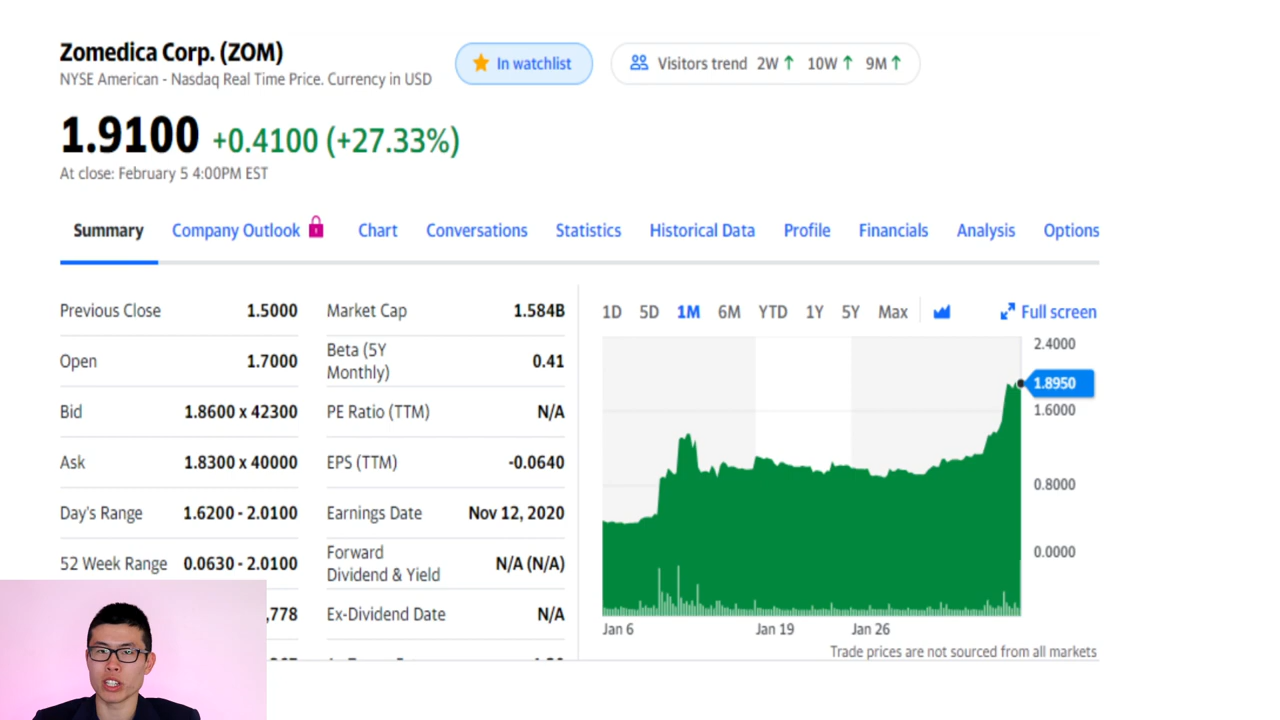 Zomedica Corp. (ZOM)
In watchlist
Visitors trend 2W 10W 9M
NYSE American - Nasdaq Real Time Price. Currency in USD
1.9100 +0.4100 (+27.33%)
At close: February 5 4:00PM EST
Summary Company Outlook Chart Conversations Statistics Historical Data Profile Financials Analysis Options
Previous Close 1.5000
Open 1.7000
Bid 1.8600 x 42300
Ask 1.8300 x 40000
Day's Range 1.6200 - 2.0100
52 Week Range 0.0630 - 2.0100
,778
Market Cap 1.584B
Beta (5Y
Monthly) 0.41
PE Ratio (TTM) N/A
EPS (TTM) -0.0640
Earnings Date Nov 12, 2020
Forward
Dividend & Yield N/A (N/A)
Ex-Dividend Date N/A
1D 5D 1M 6M YTD 1Y 5Y Max Full screen
2.4000
1.8950
1.6000
0.8000
0.0000
Jan 6 Jan 19 Jan 26
Trade prices are not sourced from all markets